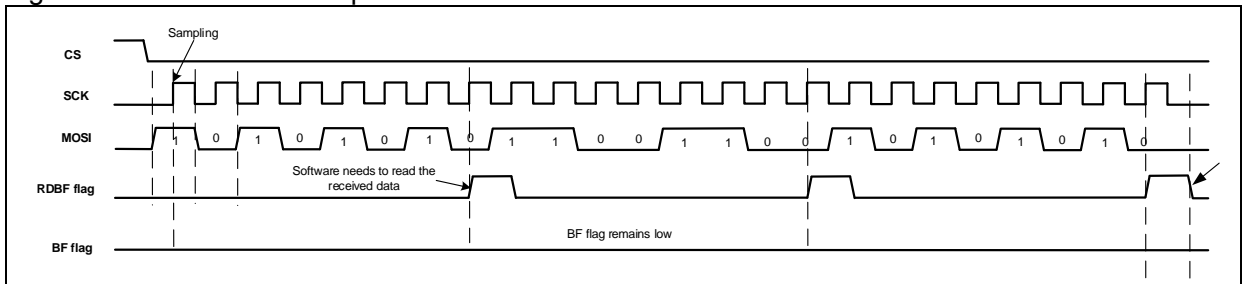 Sampling
CS
SCK
MOSI
1 0 1 0 1 0 1 0 1 1 0 0 1 1 0 0 1 0 1 0 1 0 1 0
Software needs to read the
received data
RDBF flag
BF flag remains low
BF flag